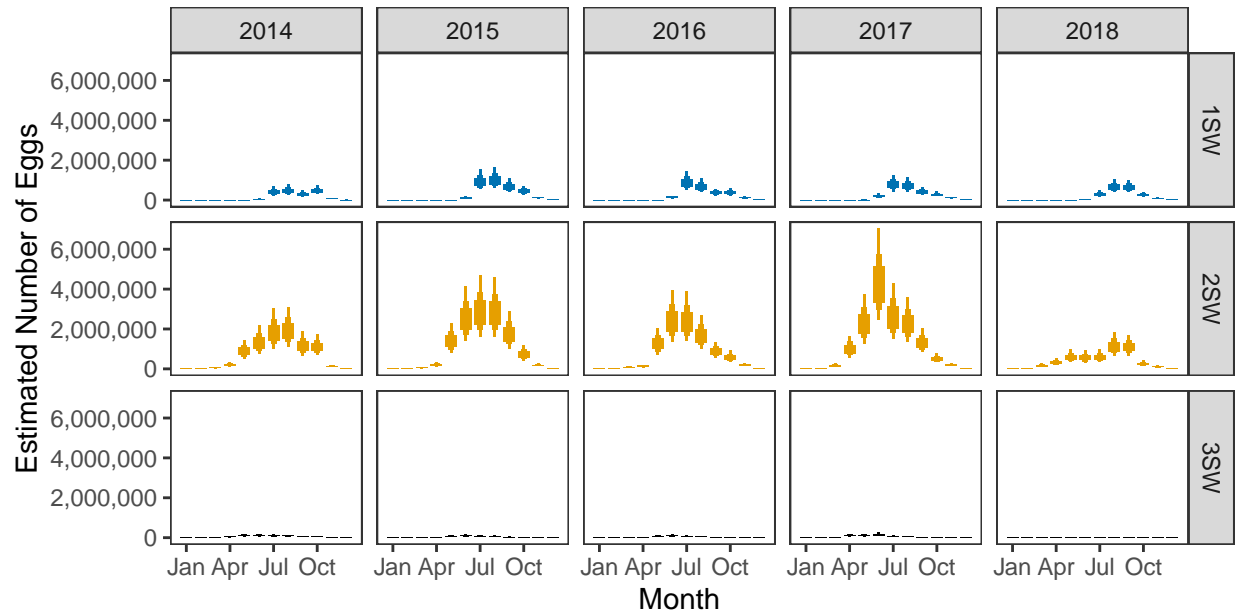 2014 2015 2016 2017 2018
6,000,000
4,000,000
2,000,000
0
1SW
6,000,000
4,000,000
2,000,000
0
2SW
6,000,000
4,000,000
2,000,000
0
3SW
Estimated Number of Eggs
Jan Apr Jul Oct Jan Apr Jul Oct Jan Apr Jul Oct Jan Apr Jul Oct Jan Apr Jul Oct
Month